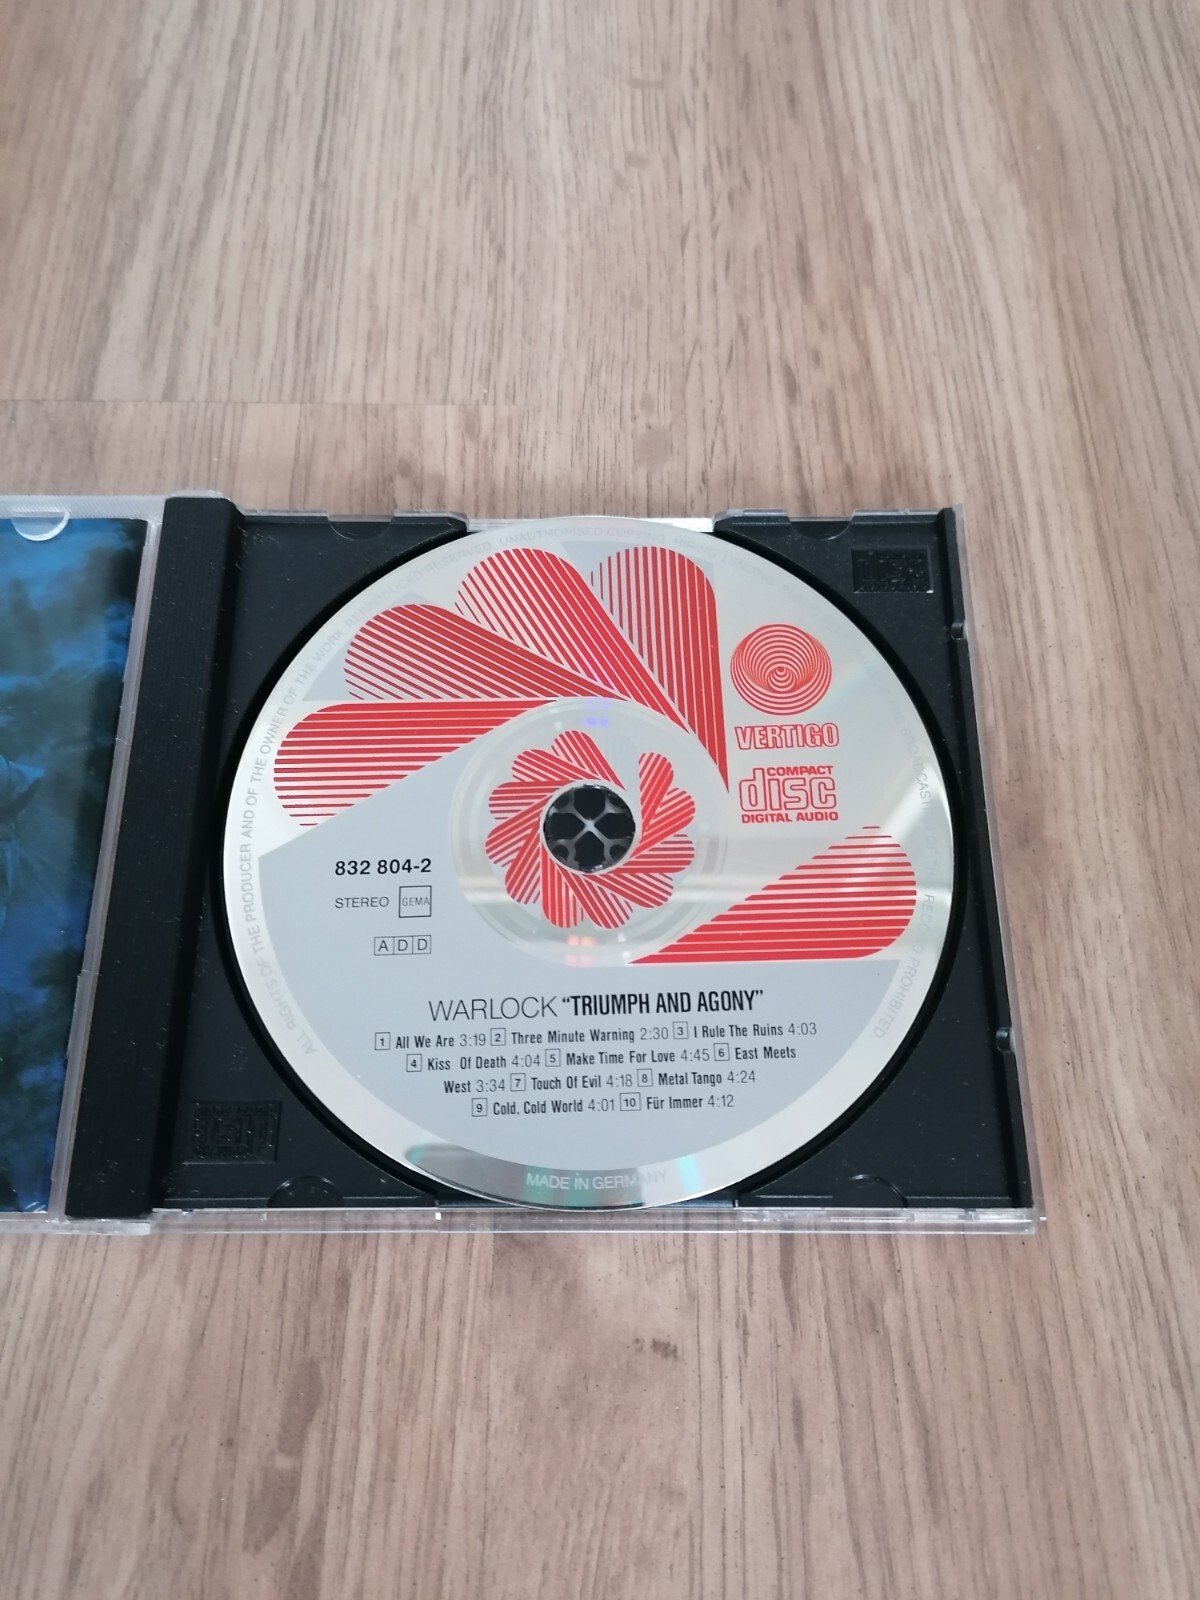 ALL RIGHTS OF THE PRODUCER AND OF THE OWNER OF THE WORK REPRODUCED RESERVED. UNAUTHORISED COPYING,
PROHIBITED
VERTIGO
COMPACT
disc
DIGITAL AUDIO
832 804-2
STEREO GEMA
ADD
WARLOCK “TRIUMPH AND AGONY”
1 All We Are 3:19 2 Three Minute Warning 2:30 3 I Rule The Ruins 4:03
4 Kiss Of Death 4:04 5 Make Time For Love 4:45 6 East Meets
West 3:34 7 Touch Of Evil 4:18 8 Metal Tango 4:24
9 Cold, Cold World 4:01 10 Für Immer 4:12
MADE IN GERMANY